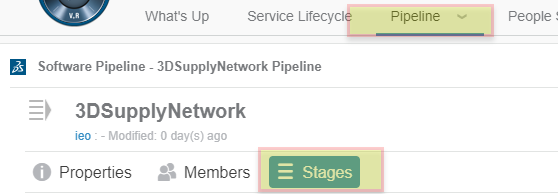 V.R
What's Up Service Lifecycle Pipeline People
Software Pipeline - 3DSupplyNetwork Pipeline
3DSupplyNetwork
ieo : - Modified: 0 day(s) ago
Properties Members Stages